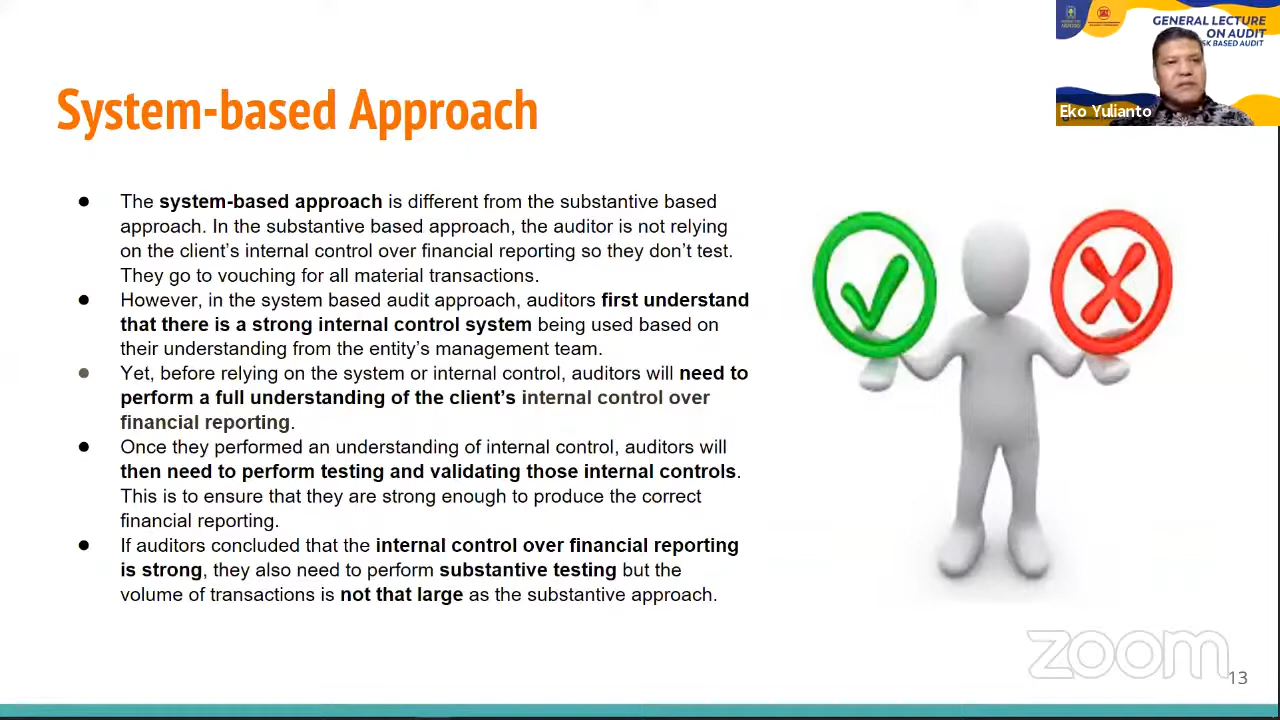 GENERAL LECTURE
ON AUDIT
SK BASED AUDIT
Eko Yulianto
System-based Approach
● The system-based approach is different from the substantive based
approach. In the substantive based approach, the auditor is not relying
on the client's internal control over financial reporting so they don't test.
They go to vouching for all material transactions.
● However, in the system based audit approach, auditors first understand
that there is a strong internal control system being used based on
their understanding from the entity's management team.
● Yet, before relying on the system or internal control, auditors will need to
perform a full understanding of the client's internal control over
financial reporting.
● Once they performed an understanding of internal control, auditors will
then need to perform testing and validating those internal controls.
This is to ensure that they are strong enough to produce the correct
financial reporting.
● If auditors concluded that the internal control over financial reporting
is strong, they also need to perform substantive testing but the
volume of transactions is not that large as the substantive approach.
zoom
13